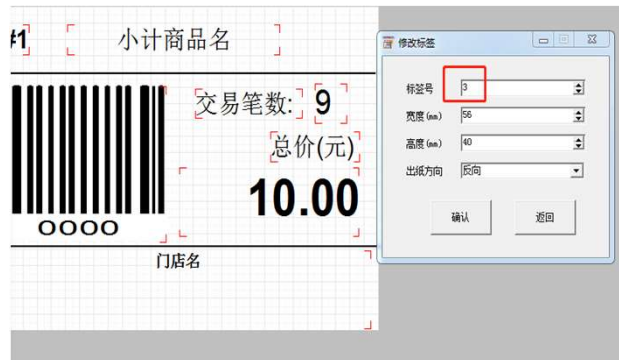 #1
小计商品名
交易笔数: 9
总价(元)
10.00
0000
门店名
修改标签
标签号 3
宽度(mm) 56
高度(mm) 40
出纸方向 反向
确认 返回